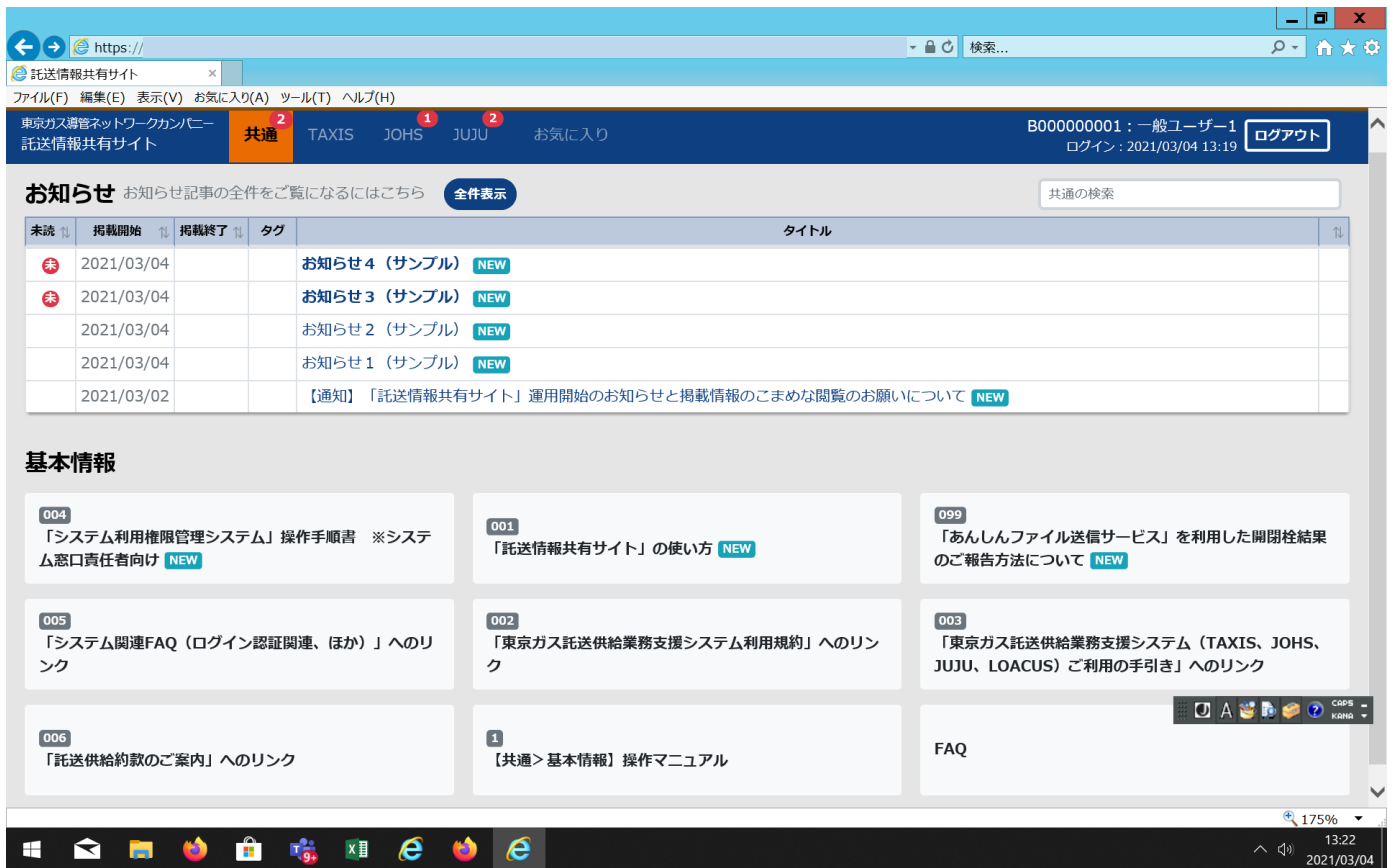 https://
検索...
託送情報共有サイト ×
ファイル(F) 編集(E) 表示(V) お気に入り(A) ツール(T) ヘルプ(H)
東京ガス導管ネットワークカンパニー
託送情報共有サイト
共通 2 TAXIS JOHS 1 JUJU 2 お気に入り
B000000001:一般ユーザー1
ログイン:2021/03/04 13:19
ログアウト
お知らせ お知らせ記事の全件をご覧になるにはこちら 全件表示
共通の検索
未読 掲載開始 掲載終了 タグ タイトル
未 2021/03/04 お知らせ4(サンプル) NEW
未 2021/03/04 お知らせ3(サンプル) NEW
2021/03/04 お知らせ2(サンプル) NEW
2021/03/04 お知らせ1(サンプル) NEW
2021/03/02 【通知】「託送情報共有サイト」運用開始のお知らせと掲載情報のこまめな閲覧のお願いについて NEW
基本情報
004
「システム利用権限管理システム」操作手順書 ※システ
ム窓口責任者向け NEW
001
「託送情報共有サイト」の使い方 NEW
099
「あんしんファイル送信サービス」を利用した開閉栓結果
のご報告方法について NEW
005
「システム関連FAQ(ログイン認証関連、ほか)」へのリ
ンク
002
「東京ガス託送供給業務支援システム利用規約」へのリン
ク
003
「東京ガス託送供給業務支援システム(TAXIS、JOHS、
JUJU、LOACUS)ご利用の手引き」へのリンク
006
「託送供給約款のご案内」へのリンク
1
【共通>基本情報】操作マニュアル
FAQ
J A CAPS
KANA
175%
9+
13:22
2021/03/04